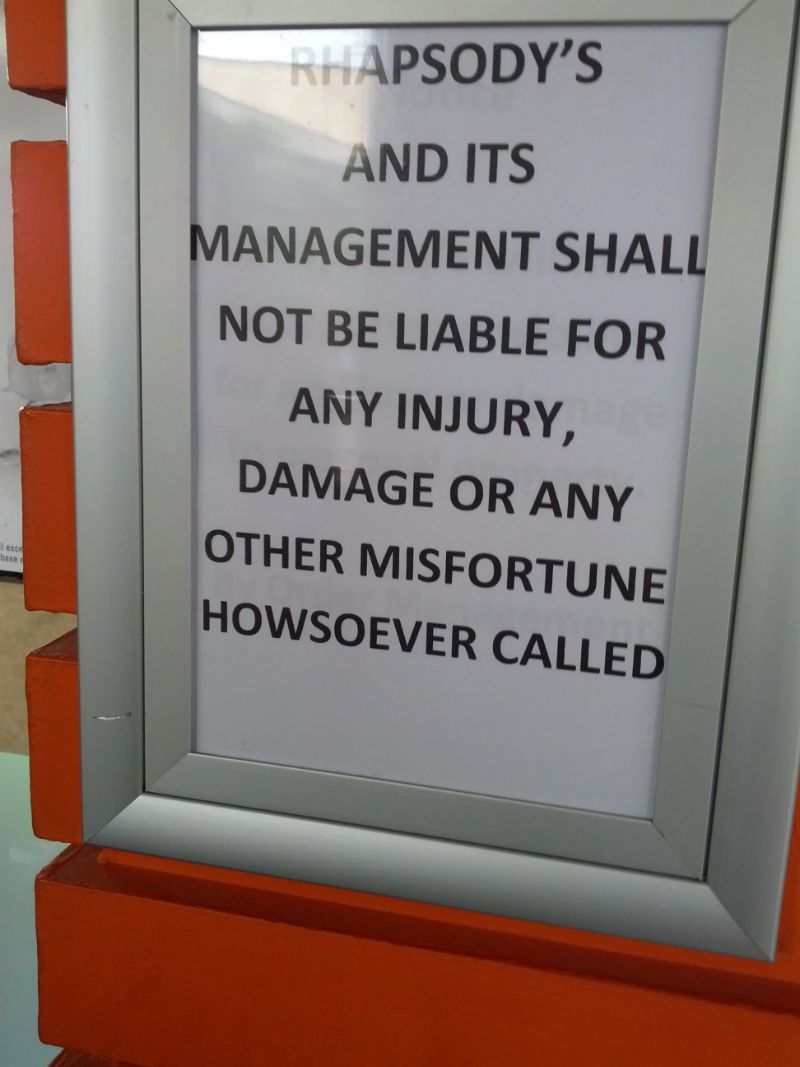 RHAPSODY'S
AND ITS
MANAGEMENT SHALL
NOT BE LIABLE FOR
ANY INJURY,
DAMAGE OR ANY
OTHER MISFORTUNE
HOWSOEVER CALLED